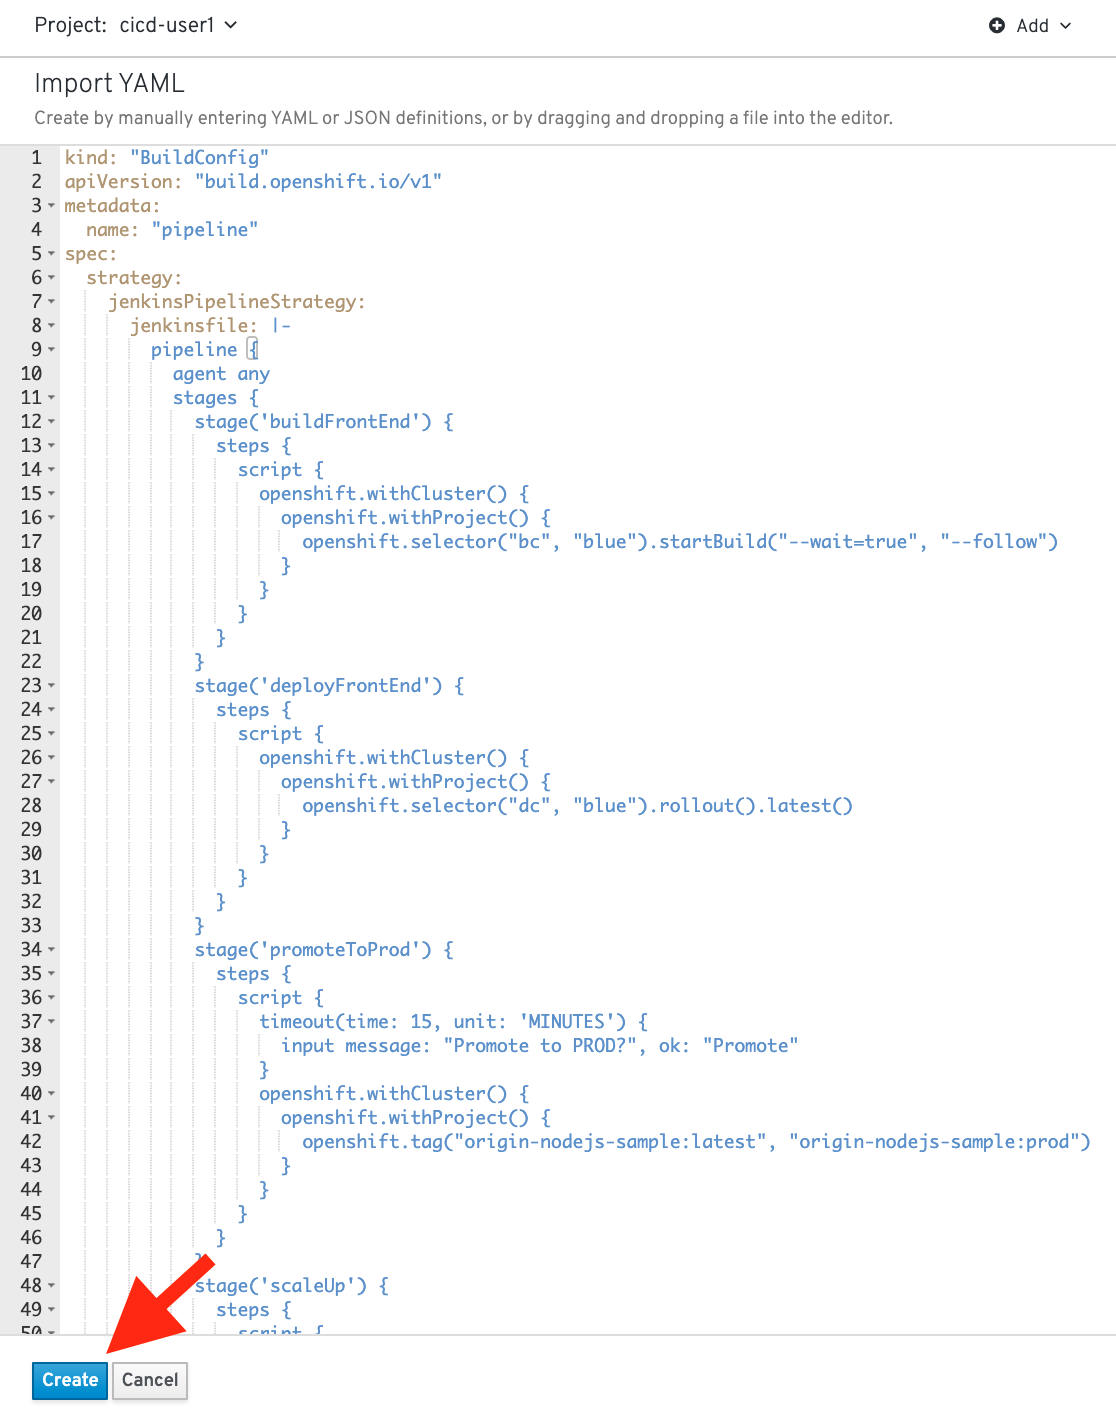 Project: cicd-user1
Add
Import YAML
Create by manually entering YAML or JSON definitions, or by dragging and dropping a file into the editor.
1 kind: "BuildConfig"
2 apiVersion: "build.openshift.io/v1"
3 metadata:
4   name: "pipeline"
5 spec:
6   strategy:
7     jenkinsPipelineStrategy:
8       jenkinsfile: |-
9         pipeline {
10           agent any
11           stages {
12             stage('buildFrontEnd') {
13               steps {
14                 script {
15                   openshift.withCluster() {
16                     openshift.withProject() {
17                       openshift.selector("bc", "blue").startBuild("--wait=true", "--follow")
18                     }
19                   }
20                 }
21               }
22             }
23             stage('deployFrontEnd') {
24               steps {
25                 script {
26                   openshift.withCluster() {
27                     openshift.withProject() {
28                       openshift.selector("dc", "blue").rollout().latest()
29                     }
30                   }
31                 }
32               }
33             }
34             stage('promoteToProd') {
35               steps {
36                 script {
37                   timeout(time: 15, unit: 'MINUTES') {
38                     input message: "Promote to PROD?", ok: "Promote"
39                   }
40                   openshift.withCluster() {
41                     openshift.withProject() {
42                       openshift.tag("origin-nodejs-sample:latest", "origin-nodejs-sample:prod")
43                     }
44                   }
45                 }
46               }
47             }
48             stage('scaleUp') {
49               steps {
50                 script {
Create
Cancel